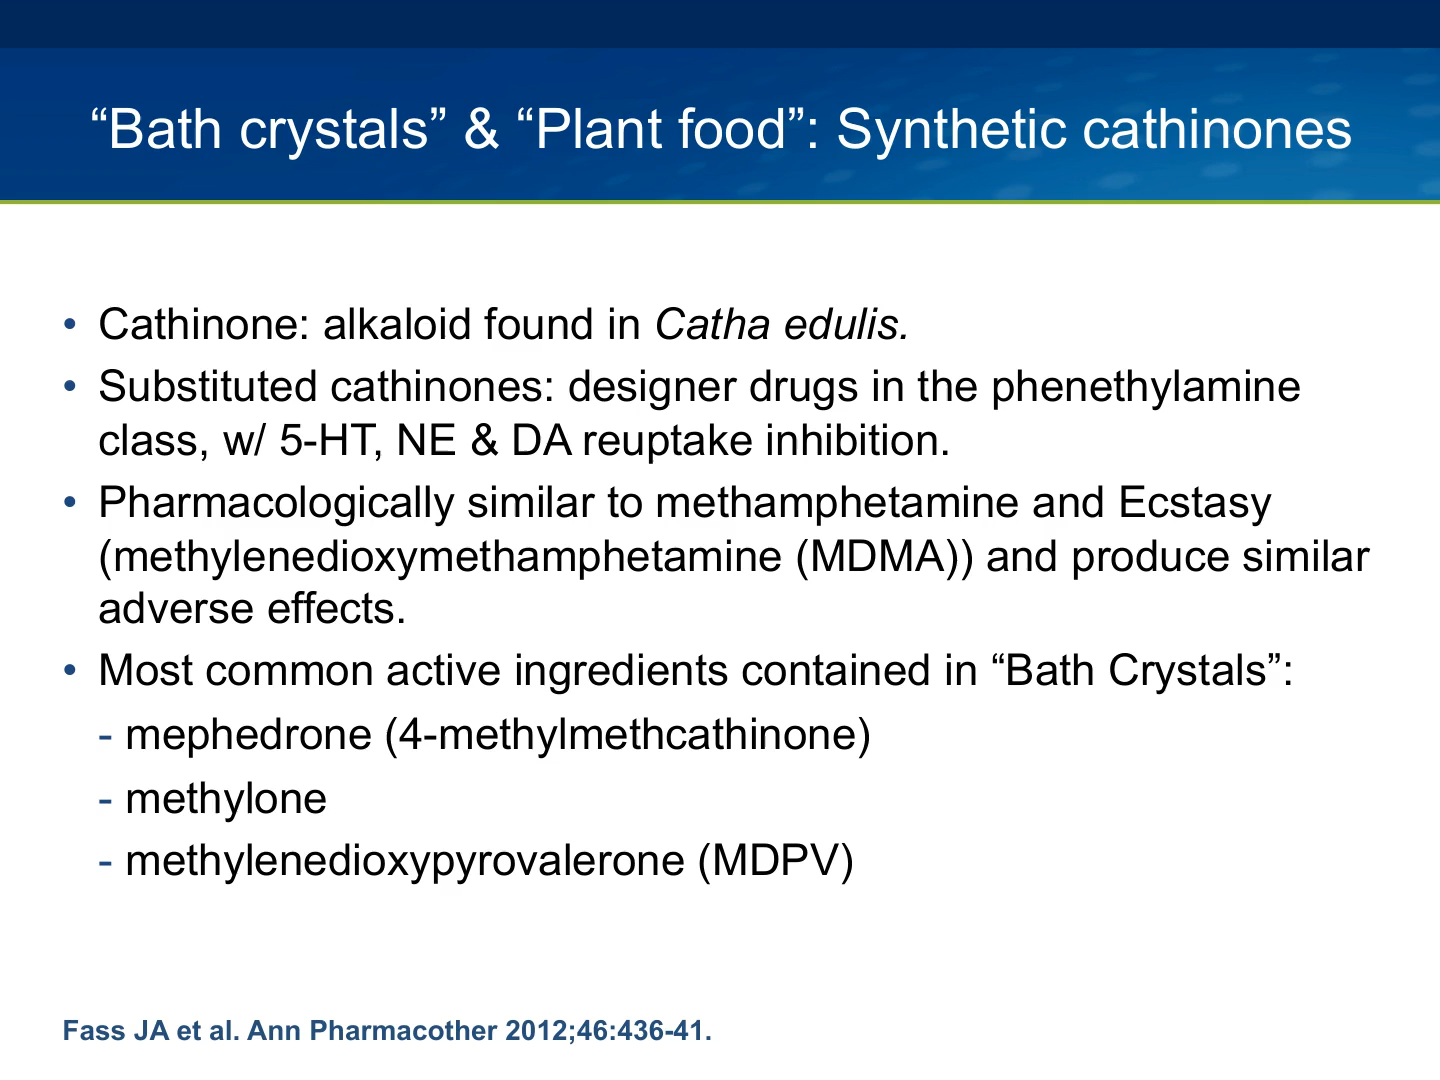 “Bath crystals” & “Plant food”: Synthetic cathinones
• Cathinone: alkaloid found in Catha edulis.
• Substituted cathinones: designer drugs in the phenethylamine
class, w/ 5-HT, NE & DA reuptake inhibition.
• Pharmacologically similar to methamphetamine and Ecstasy
(methylenedioxymethamphetamine (MDMA)) and produce similar
adverse effects.
• Most common active ingredients contained in “Bath Crystals”:
- mephedrone (4-methylmethcathinone)
- methylone
- methylenedioxypyrovalerone (MDPV)
Fass JA et al. Ann Pharmacother 2012;46:436-41.